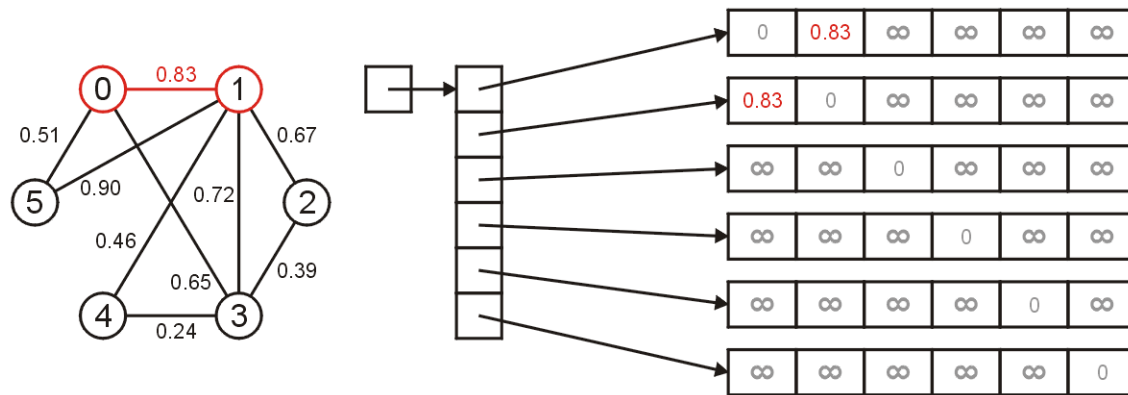 0.83
0 1
0.51 0.67
5 0.90 0.72 2
0.46 0.65 0.39
4 0.24 3
0 0.83 ∞ ∞ ∞ ∞
0.83 0 ∞ ∞ ∞ ∞
∞ ∞ 0 ∞ ∞ ∞
∞ ∞ ∞ 0 ∞ ∞
∞ ∞ ∞ ∞ 0 ∞
∞ ∞ ∞ ∞ ∞ 0